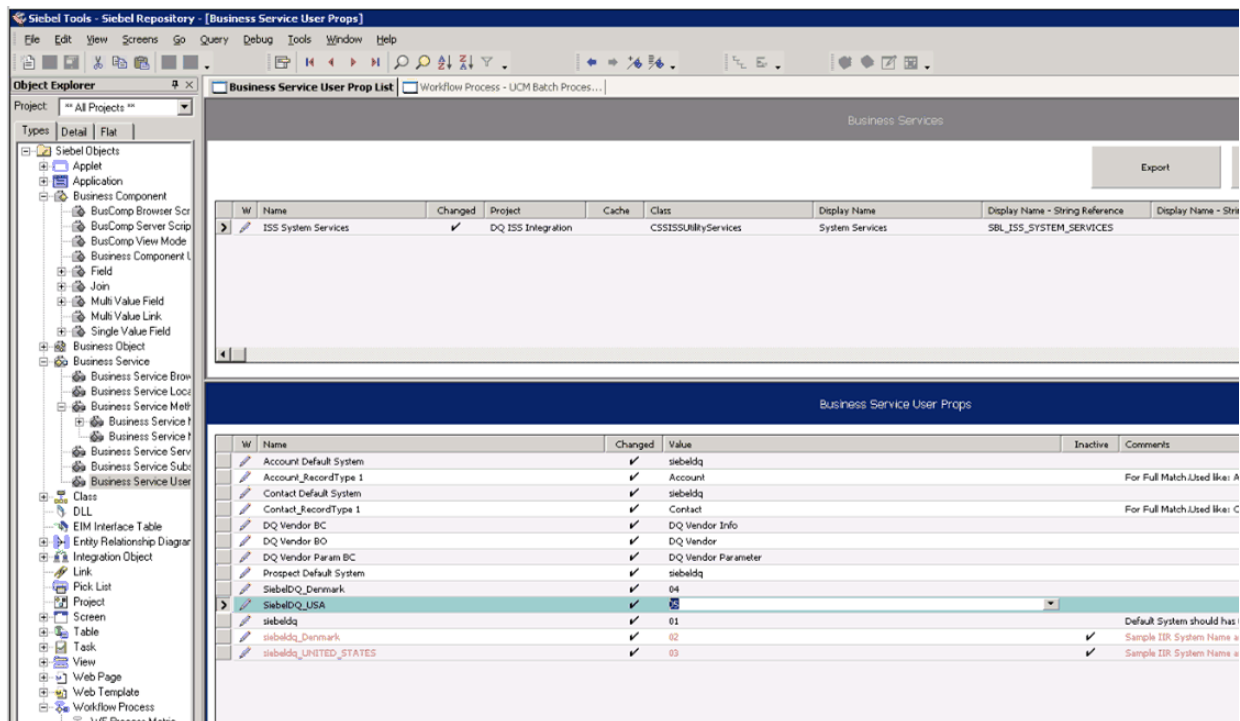 Siebel Tools - Siebel Repository - [Business Service User Props]
File Edit View Screens Go Query Debug Tools Window Help
Object Explorer
Business Service User Prop List Workflow Process - UCM Batch Proces...
Project: ** All Projects **
Types Detail Flat
Siebel Objects
Applet
Application
Business Component
BusComp Browser Scr
BusComp Server Scrip
BusComp View Mode
Business Component U
Field
Join
Multi Value Field
Multi Value Link
Single Value Field
Business Object
Business Service
Business Service Brow
Business Service Loca
Business Service Meth
Business Service M
Business Service M
Business Service Serv
Business Service Subs
Business Service User
Class
DLL
EIM Interface Table
Entity Relationship Diagrar
Integration Object
Link
Pick List
Project
Screen
Table
Task
View
Web Page
Web Template
Workflow Process
WF Process Metric
Business Services
Export
W Name Changed Project Cache Class Display Name Display Name - String Reference Display Name - Stri
ISS System Services DQ ISS Integration CSSISSUtilityServices System Services SBL_ISS_SYSTEM_SERVICES
Business Service User Props
W Name Changed Value Inactive Comments
Account Default System siebeldq
Account_RecordType 1 Account For Full Match.Used like: A
Contact Default System siebeldq
Contact_RecordType 1 Contact For Full Match.Used like: C
DQ Vendor BC DQ Vendor Info
DQ Vendor BO DQ Vendor
DQ Vendor Param BC DQ Vendor Parameter
Prospect Default System siebeldq
SiebelDQ_Denmark 04
SiebelDQ_USA 05
siebeldq 01 Default System should has
siebeldq_Denmark 02 Sample IIR System Name a
siebeldq_UNITED_STATES 03 Sample IIR System Name a